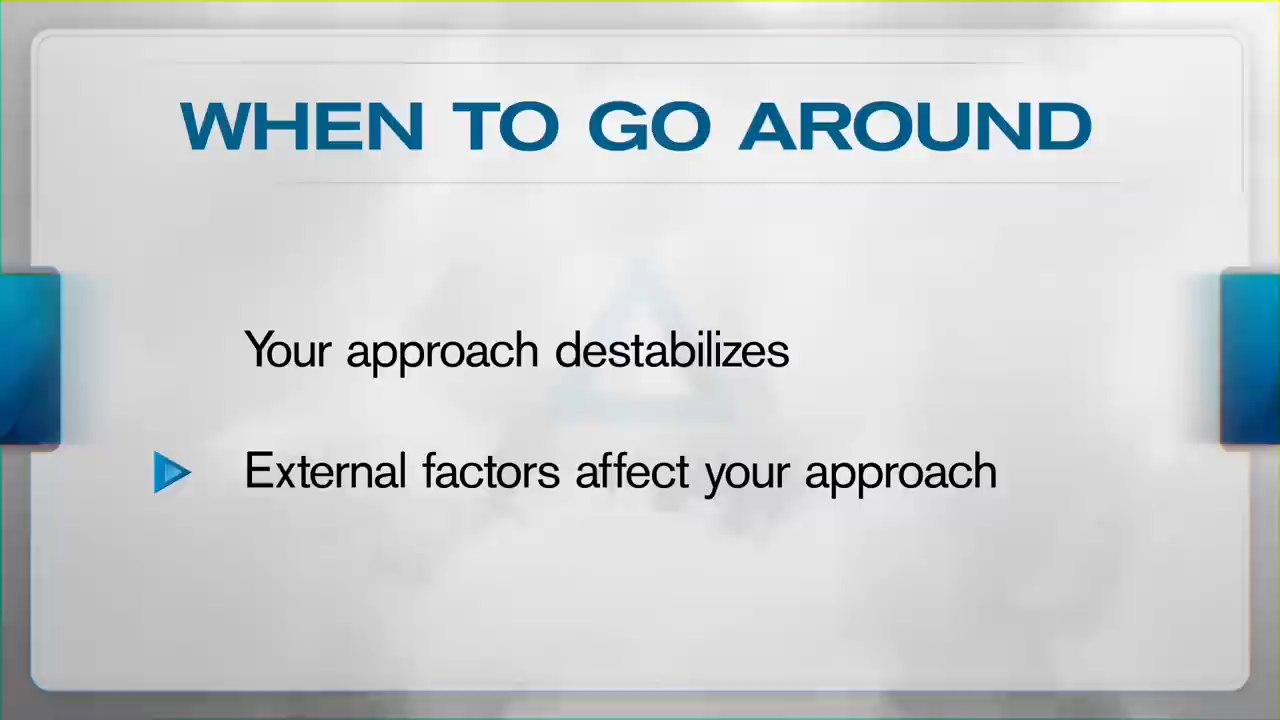 WHEN TO GO AROUND
Your approach destabilizes
External factors affect your approach